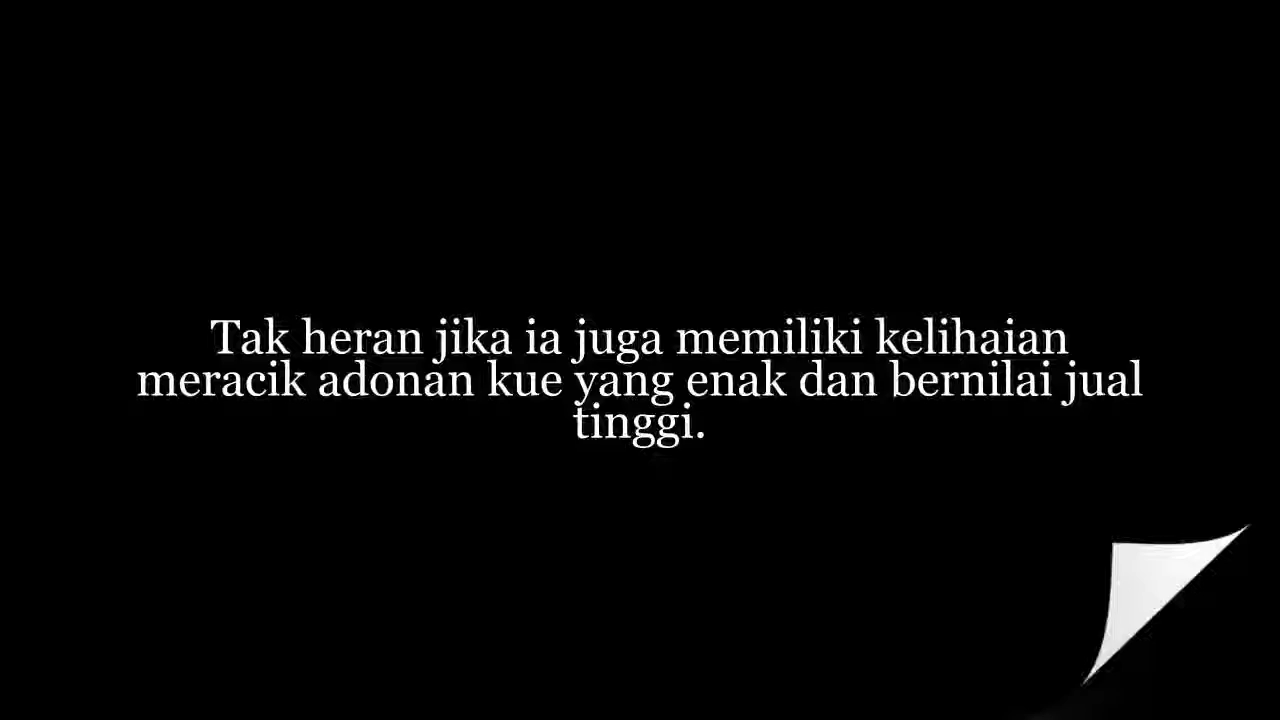 Tak heran jika ia juga memiliki kelihaian
meracik adonan kue yang enak dan bernilai jual
tinggi.